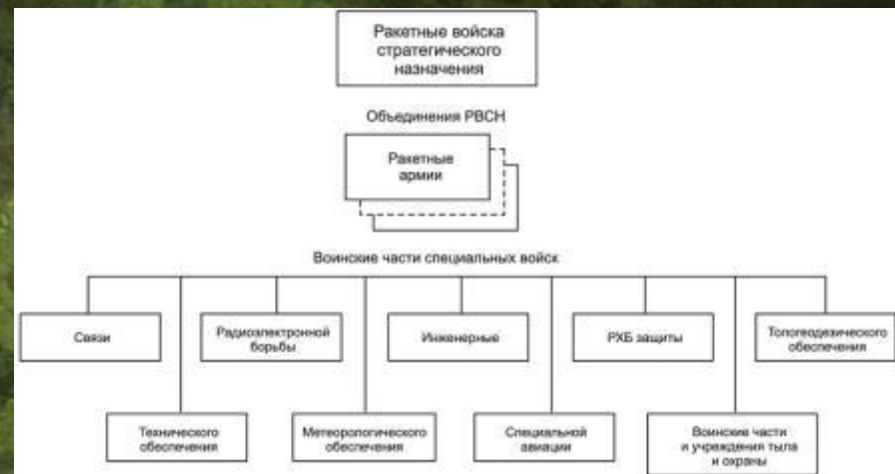 Ракетные войска
стратегического
назначения
Объединения РВСН
Ракетные
армии
Воинские части специальных войск
Связи
Радиоэлектронной
борьбы
Инженерные
РХБ защиты
Топогеодезического
обеспечения
Технического
обеспечения
Метеорологического
обеспечения
Специальной
авиации
Воинские части
и учреждения тыла
и охраны